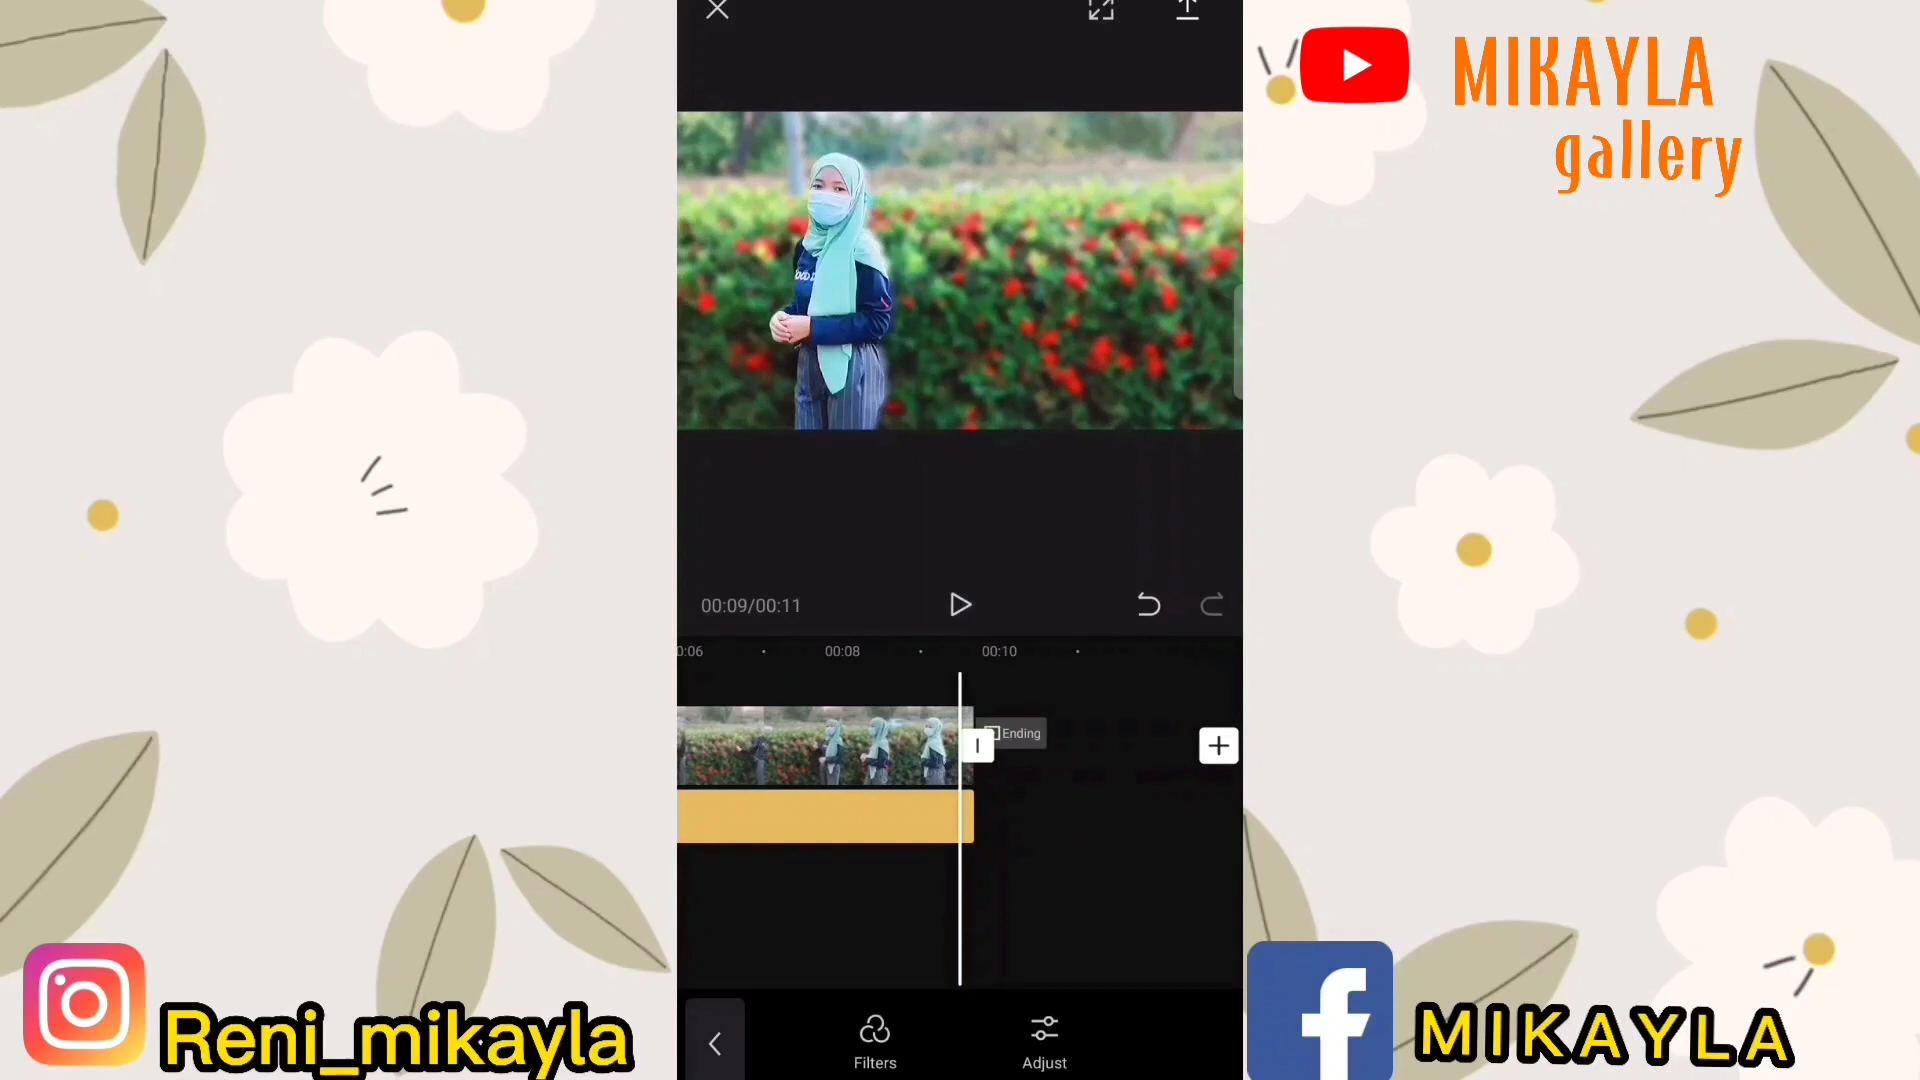 MIKAYLA
gallery
00:09/00:11
0:06
00:08
00:10
Ending
Filters
Adjust
Reni_mikayla
MIKAYLA